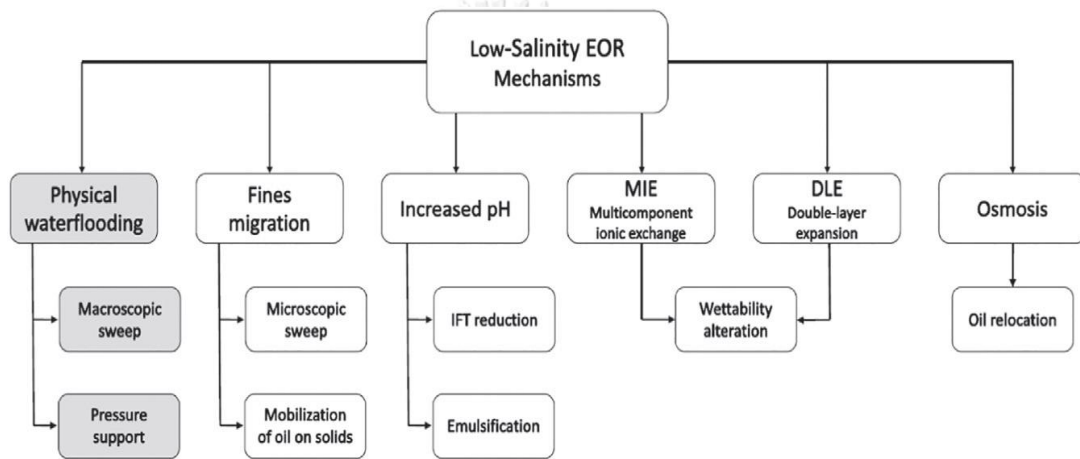 Low-Salinity EOR
Mechanisms
Physical
waterflooding
Fines
migration
Increased pH
MIE
Multicomponent
ionic exchange
DLE
Double-layer
expansion
Osmosis
Macroscopic
sweep
Microscopic
sweep
IFT reduction
Wettability
alteration
Oil relocation
Pressure
support
Mobilization
of oil on solids
Emulsification